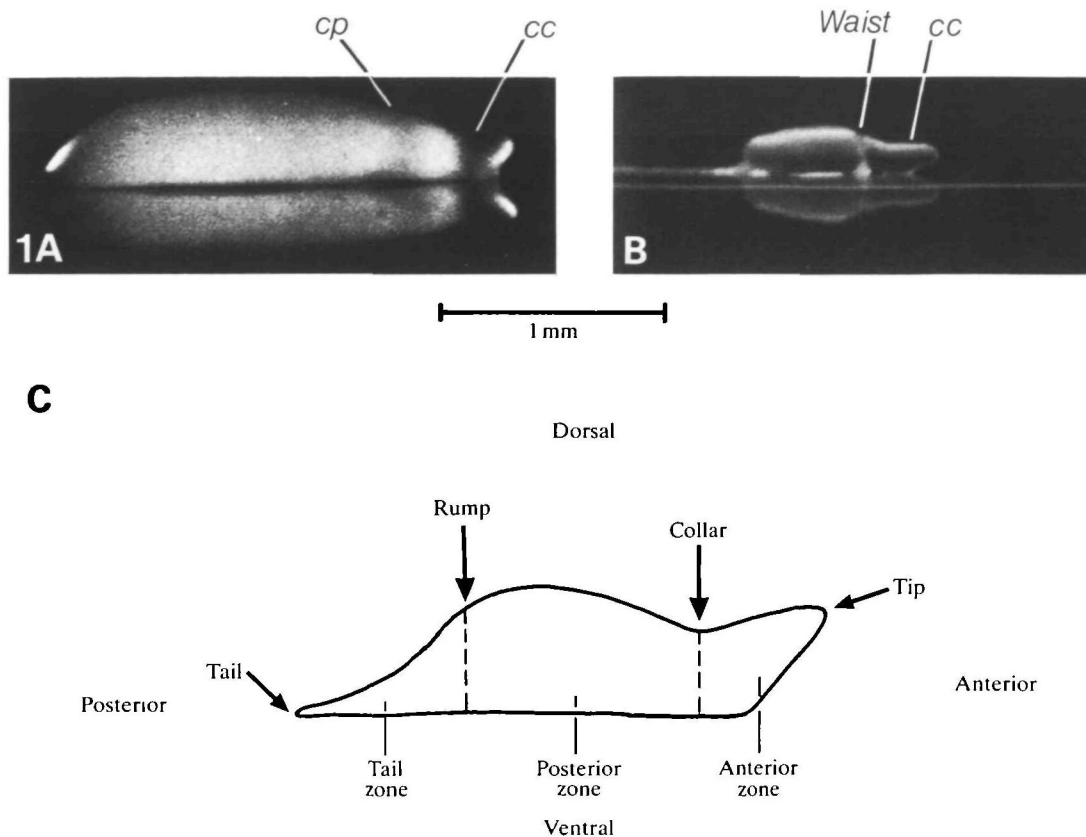 cp
cc
Waist
cc
1A
B
1 mm
C
Dorsal
Rump
Collar
Tip
Tail
Posterior
Anterior
Tail
zone
Posterior
zone
Anterior
zone
Ventral